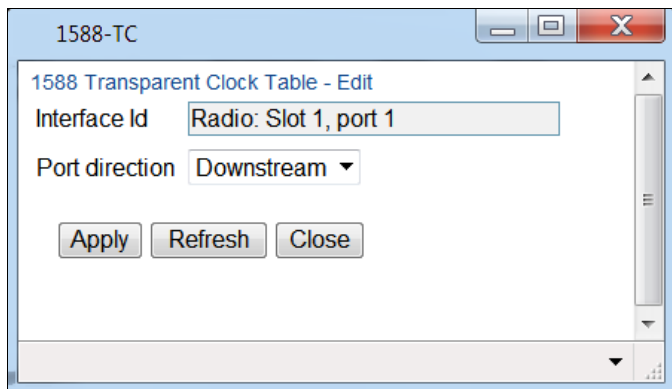 1588-TC
1588 Transparent Clock Table - Edit
Interface Id Radio: Slot 1, port 1
Port direction Downstream
Apply Refresh Close